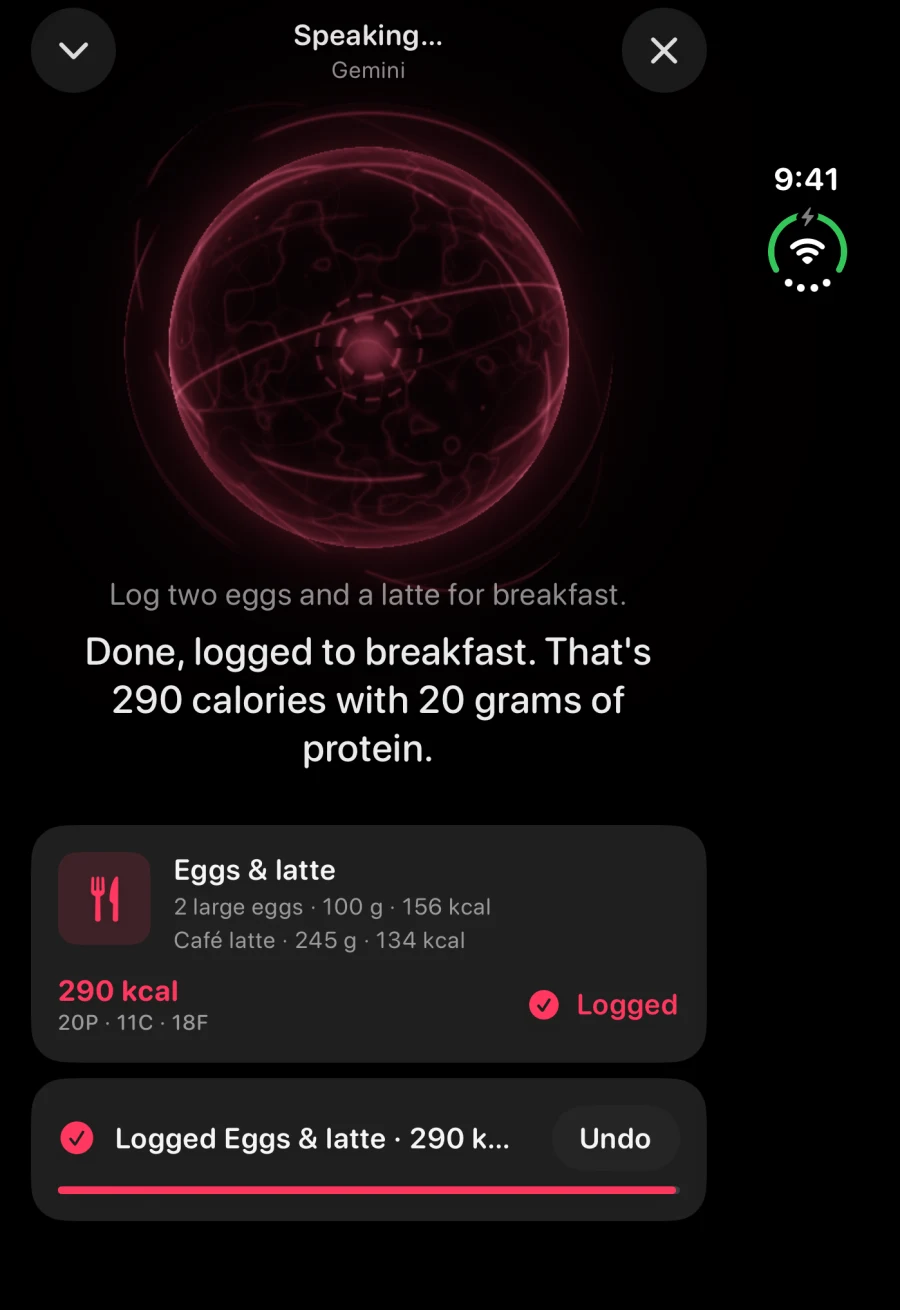 Speaking...
Gemini
9:41
Log two eggs and a latte for breakfast.
Done, logged to breakfast. That's
290 calories with 20 grams of
protein.
Eggs & latte
2 large eggs · 100 g · 156 kcal
Café latte · 245 g · 134 kcal
290 kcal
20P · 11C · 18F
Logged
Logged Eggs & latte · 290 k...
Undo